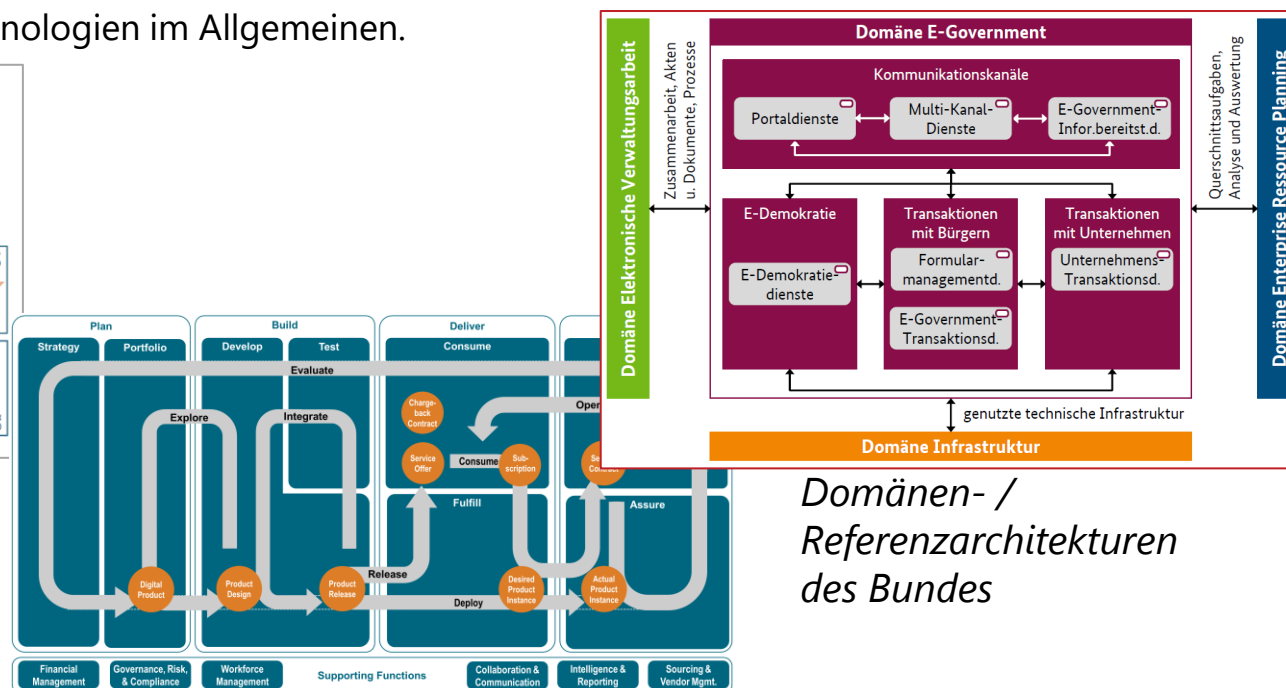 nologien im Allgemeinen.
Domäne Elektronische Verwaltungsarbeit
Zusammenarbeit, Akten
u. Dokumente, Prozesse
Domäne E-Government
Kommunikationskanäle
Portaldienste
Multi-Kanal-
Dienste
E-Government-
Infor.bereitst.d.
E-Demokratie
E-Demokratie-
dienste
Transaktionen
mit Bürgern
Formular-
managementd.
E-Government-
Transaktionsd.
Transaktionen
mit Unternehmen
Unternehmens-
Transaktionsd.
Querschnittsaufgaben,
Analyse und Auswertung
Domäne Enterprise Ressource Planning
genutzte technische Infrastruktur
Domäne Infrastruktur
Domänen- /
Referenzarchitekturen
des Bundes
Plan
Build
Deliver
Strategy
Portfolio
Develop
Test
Consume
Evaluate
Explore
Integrate
Charge-
back
Contract
Oper
Service
Offer
Consume
Sub-
scription
Fulfill
Assure
Release
Digital
Product
Product
Design
Product
Release
Deploy
Desired
Product
Instance
Actual
Product
Instance
Financial
Management
Governance, Risk,
& Compliance
Workforce
Management
Supporting Functions
Collaboration &
Communication
Intelligence &
Reporting
Sourcing &
Vendor Mgmt.